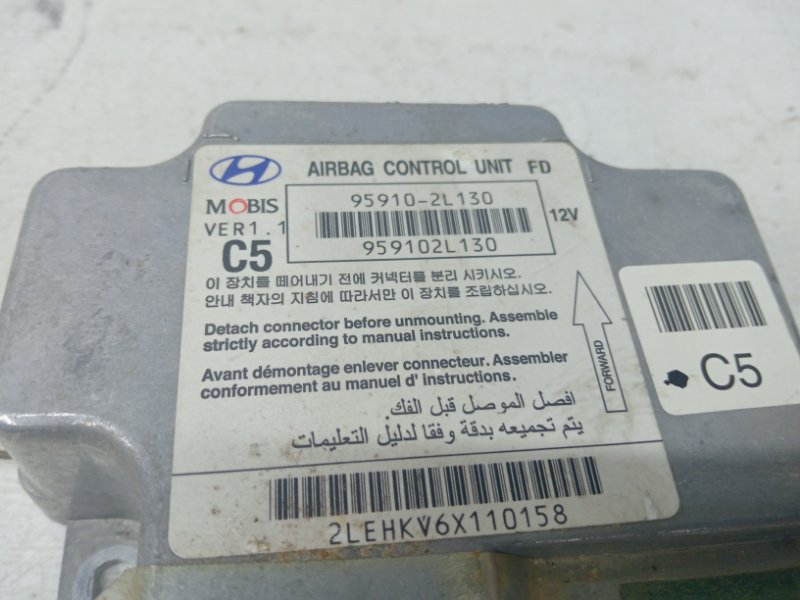 AIRBAG CONTROL UNIT FD
MOBIS
95910-2L130
12V
VER1.1
959102L130
C5
이 장치를 떼어내기 전에 커넥터를 분리 시키시오.
안내 책자의 지침에 따라서만 이 장치를 조립하십시오.
Detach connector before unmounting. Assemble
strictly according to manual instructions.
Avant démontage enlever connecteur. Assembler
conformement au manuel d' instructions.
افصل الموصل قبل الفك.
يتم تجميعه بدقة وفقا لدليل التعليمات
FORWARD
2LEHKV6X110158
C5